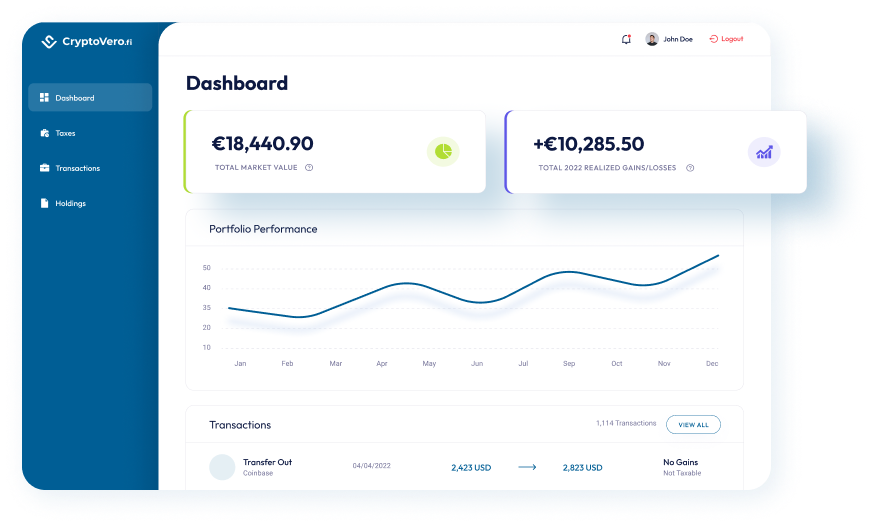 CryptoVero.fi
John Doe
Logout
Dashboard
Taxes
Transactions
Holdings
Dashboard
€18,440.90
TOTAL MARKET VALUE ?
+€10,285.50
TOTAL 2022 REALIZED GAINS/LOSSES ?
Portfolio Performance
50
40
35
20
10
Jan Feb Mar Apr May Jun Jul Sep Oct Nov Dec
Transactions
1,114 Transactions
VIEW ALL
Transfer Out
Coinbase
04/04/2022
2,423 USD
2,823 USD
No Gains
Not Taxable